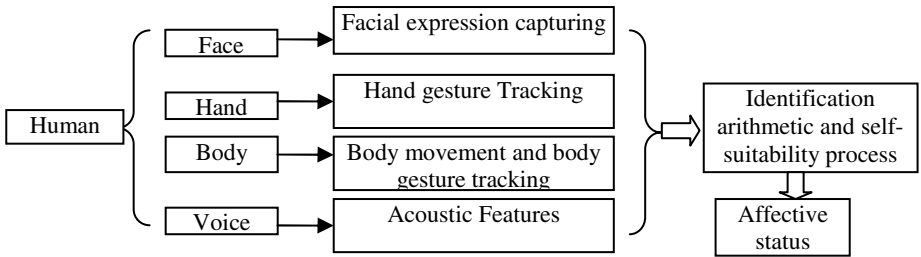 Human
Face
Facial expression capturing
Hand
Hand gesture Tracking
Body
Body movement and body
gesture tracking
Voice
Acoustic Features
Identification
arithmetic and self-
suitability process
Affective
status